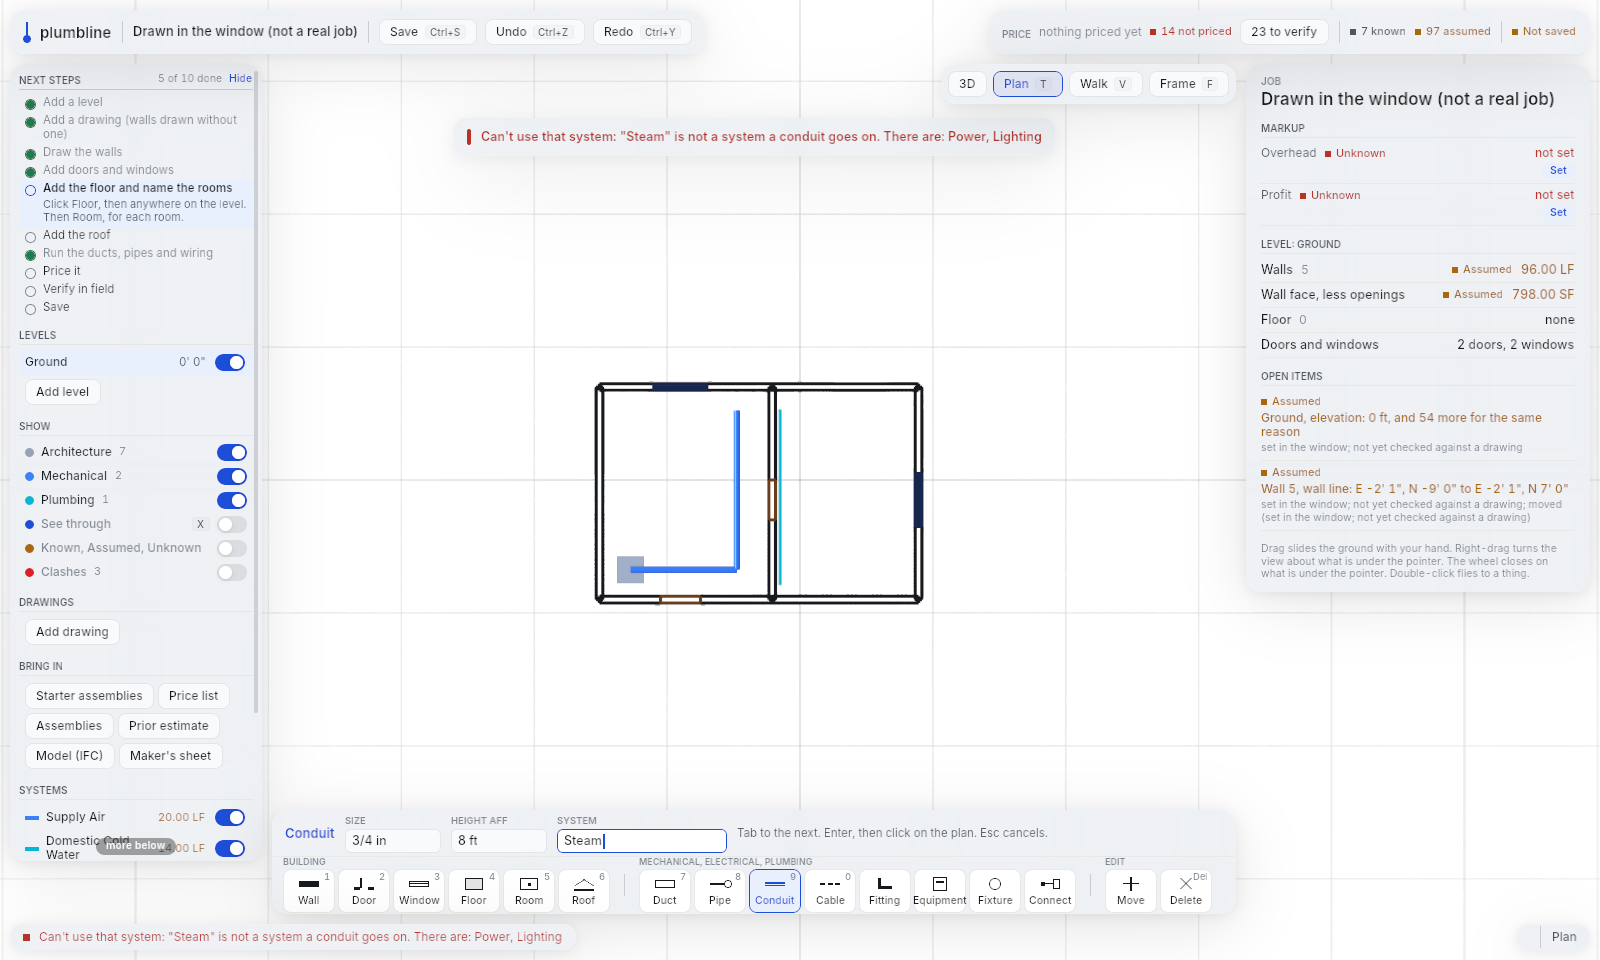 plumbline
Drawn in the window (not a real job)
Save Ctrl+S
Undo Ctrl+Z
Redo Ctrl+Y
PRICE nothing priced yet 14 not priced 23 to verify 7 known 97 assumed Not saved
NEXT STEPS 5 of 10 done Hide
Add a level
Add a drawing (walls drawn without
one)
Draw the walls
Add doors and windows
Add the floor and name the rooms
Click Floor, then anywhere on the level.
Then Room, for each room.
Add the roof
Run the ducts, pipes and wiring
Price it
Verify in field
Save
LEVELS
Ground 0' 0"
Add level
SHOW
Architecture 7
Mechanical 2
Plumbing 1
See through X
Known, Assumed, Unknown
Clashes 3
DRAWINGS
Add drawing
BRING IN
Starter assemblies Price list
Assemblies Prior estimate
Model (IFC) Maker's sheet
SYSTEMS
Supply Air 20.00 LF
Domestic Cold
Water 14.00 LF
more below
3D Plan T Walk V Frame F
Can't use that system: "Steam" is not a system a conduit goes on. There are: Power, Lighting
JOB
Drawn in the window (not a real job)
MARKUP
Overhead Unknown not set
Set
Profit Unknown not set
Set
LEVEL: GROUND
Walls 5 Assumed 96.00 LF
Wall face, less openings Assumed 798.00 SF
Floor 0 none
Doors and windows 2 doors, 2 windows
OPEN ITEMS
Assumed
Ground, elevation: 0 ft, and 54 more for the same
reason
set in the window; not yet checked against a drawing
Assumed
Wall 5, wall line: E -2' 1", N -9' 0" to E -2' 1", N 7' 0"
set in the window; not yet checked against a drawing; moved
(set in the window; not yet checked against a drawing)
Drag slides the ground with your hand. Right-drag turns the
view about what is under the pointer. The wheel closes on
what is under the pointer. Double-click flies to a thing.
Conduit
SIZE
3/4 in
HEIGHT AFF
8 ft
SYSTEM
Steam
Tab to the next. Enter, then click on the plan. Esc cancels.
BUILDING
Wall 1
Door 2
Window 3
Floor 4
Room 5
Roof 6
MECHANICAL, ELECTRICAL, PLUMBING
Duct 7
Pipe 8
Conduit 9
Cable 0
Fitting
Equipment
Fixture
Connect
EDIT
Move
Delete Del
Can't use that system: "Steam" is not a system a conduit goes on. There are: Power, Lighting
Plan